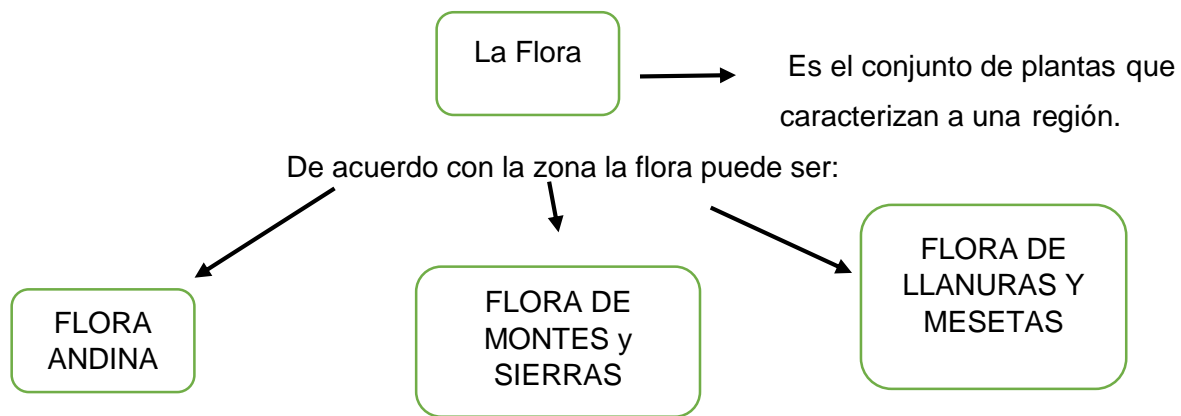 La Flora
Es el conjunto de plantas que
caracterizan a una región.
De acuerdo con la zona la flora puede ser:
FLORA
ANDINA
FLORA DE
MONTES y
SIERRAS
FLORA DE
LLANURAS Y
MESETAS